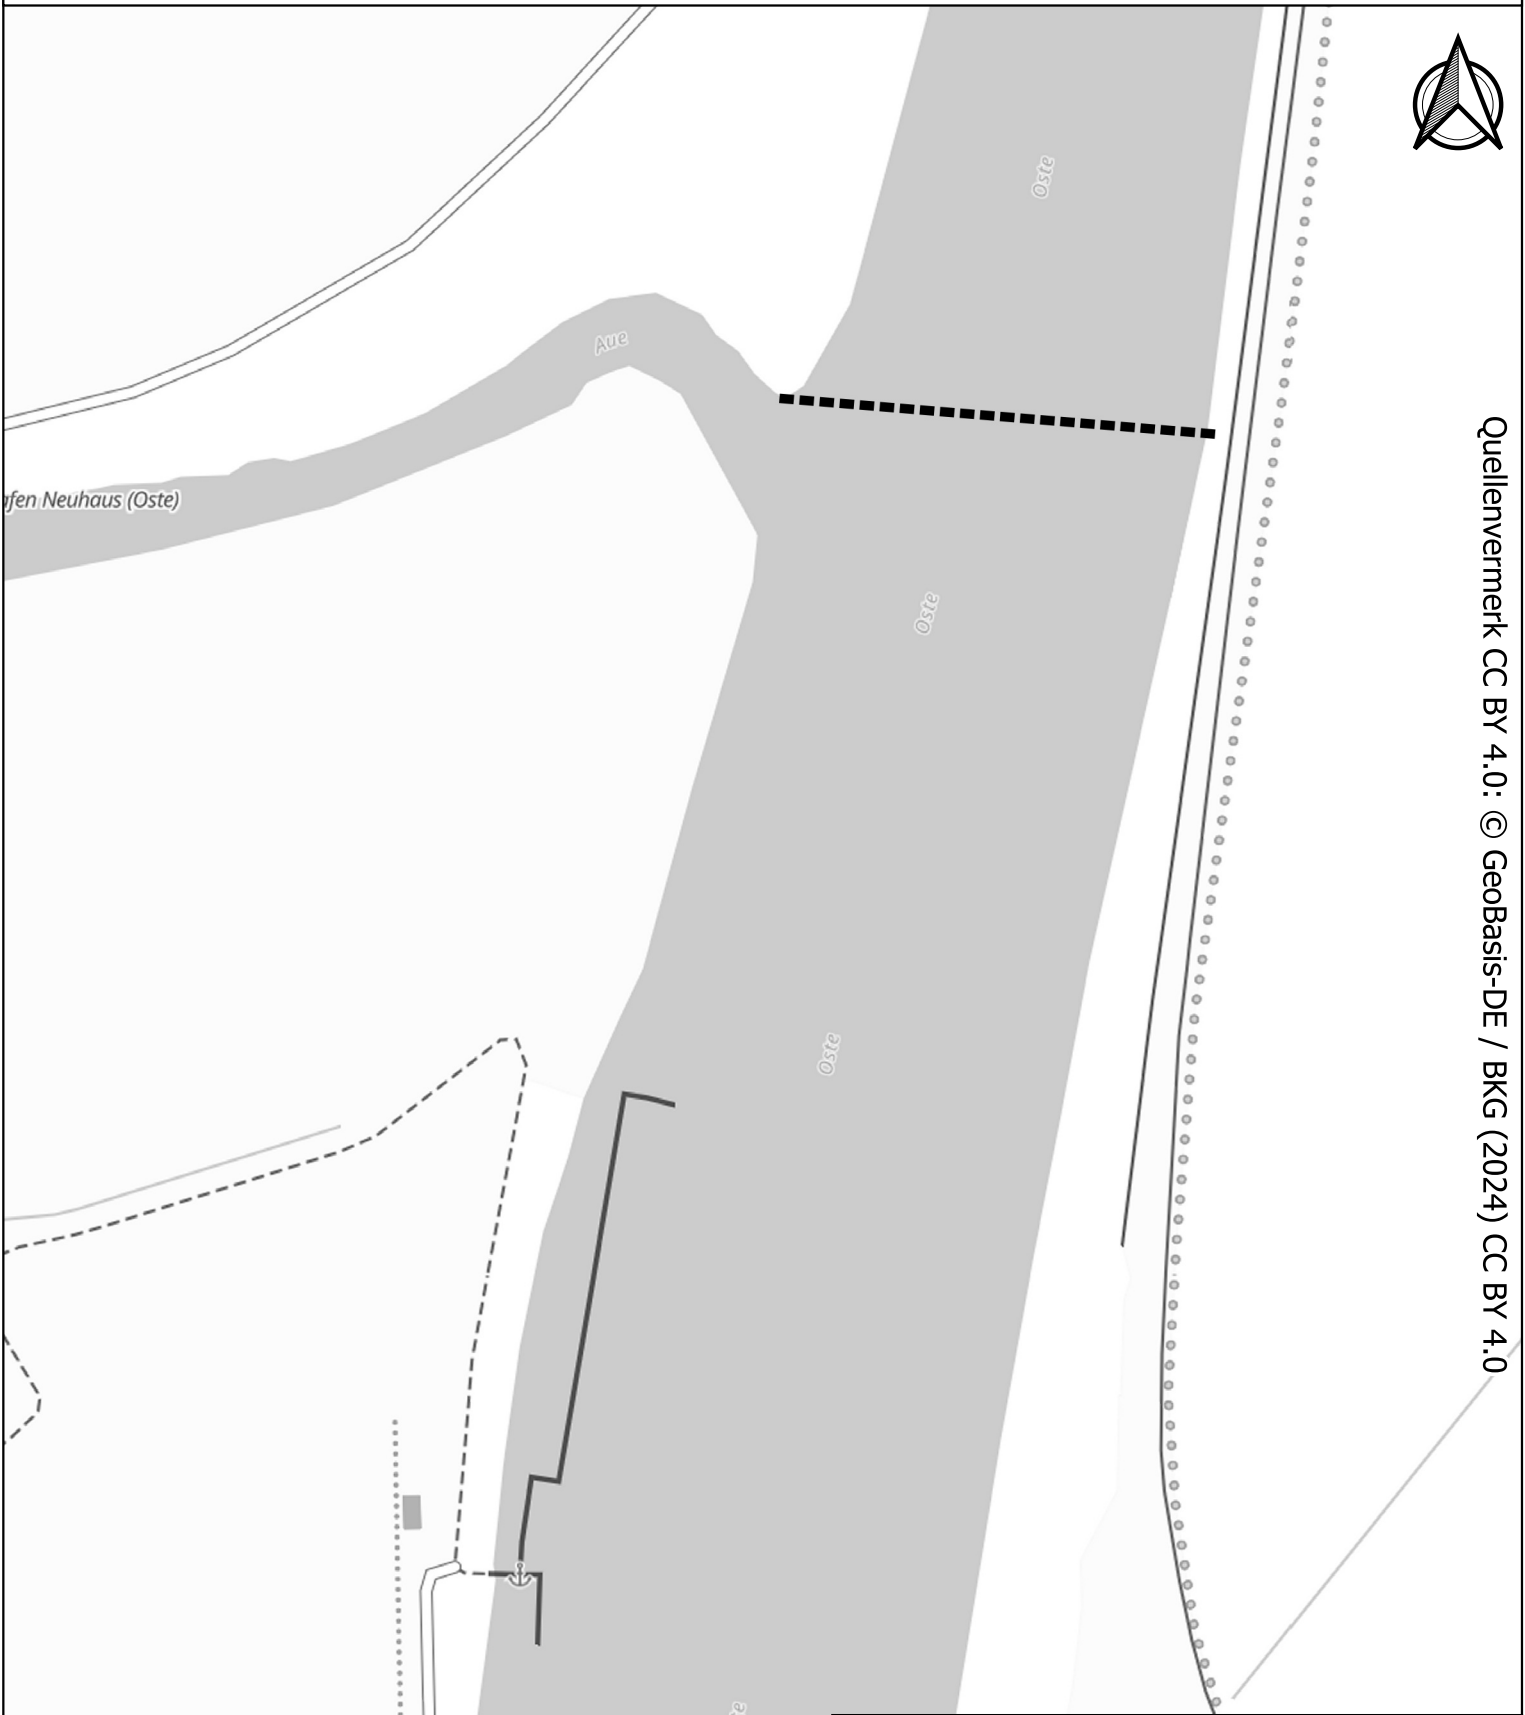 Oste
Aue
afen Neuhaus (Oste)
Oste
Oste
Quellenvermerk CC BY 4.0: © GeoBasis-DE / BKG (2024) CC BY 4.0